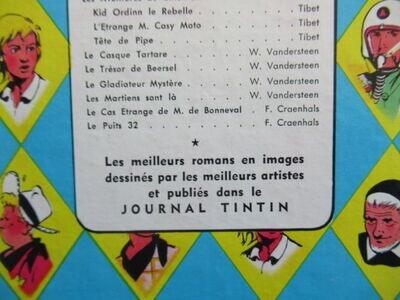 Kid Ordinn le Rebelle . . . . . . . . Tibet
L'Etrange M. Casy Moto . . . . . . . Tibet
Tête de Pipe . . . . . . . . . . . Tibet
Le Casque Tartare . . . . . . W. Vandersteen
Le Trésor de Beersel . . . . . W. Vandersteen
Le Gladiateur Mystère . . . . . W. Vandersteen
Les Martiens sont là . . . . . . W. Vandersteen
Le Cas Etrange de M. de Bonneval . F. Craenhals
Le Puits 32 . . . . . . . . . F. Craenhals
Les meilleurs romans en images
dessinés par les meilleurs artistes
et publiés dans le
JOURNAL TINTIN